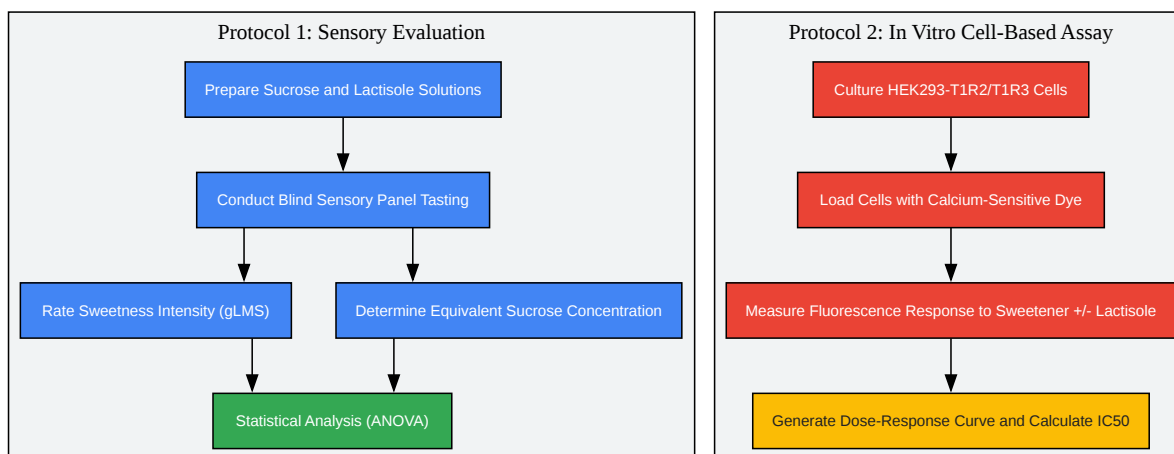 Protocol 1: Sensory Evaluation
Prepare Sucrose and Lactisole Solutions
Conduct Blind Sensory Panel Tasting
Rate Sweetness Intensity (gLMS)
Determine Equivalent Sucrose Concentration
Statistical Analysis (ANOVA)
Protocol 2: In Vitro Cell-Based Assay
Culture HEK293-T1R2/T1R3 Cells
Load Cells with Calcium-Sensitive Dye
Measure Fluorescence Response to Sweetener +/- Lactisole
Generate Dose-Response Curve and Calculate IC50